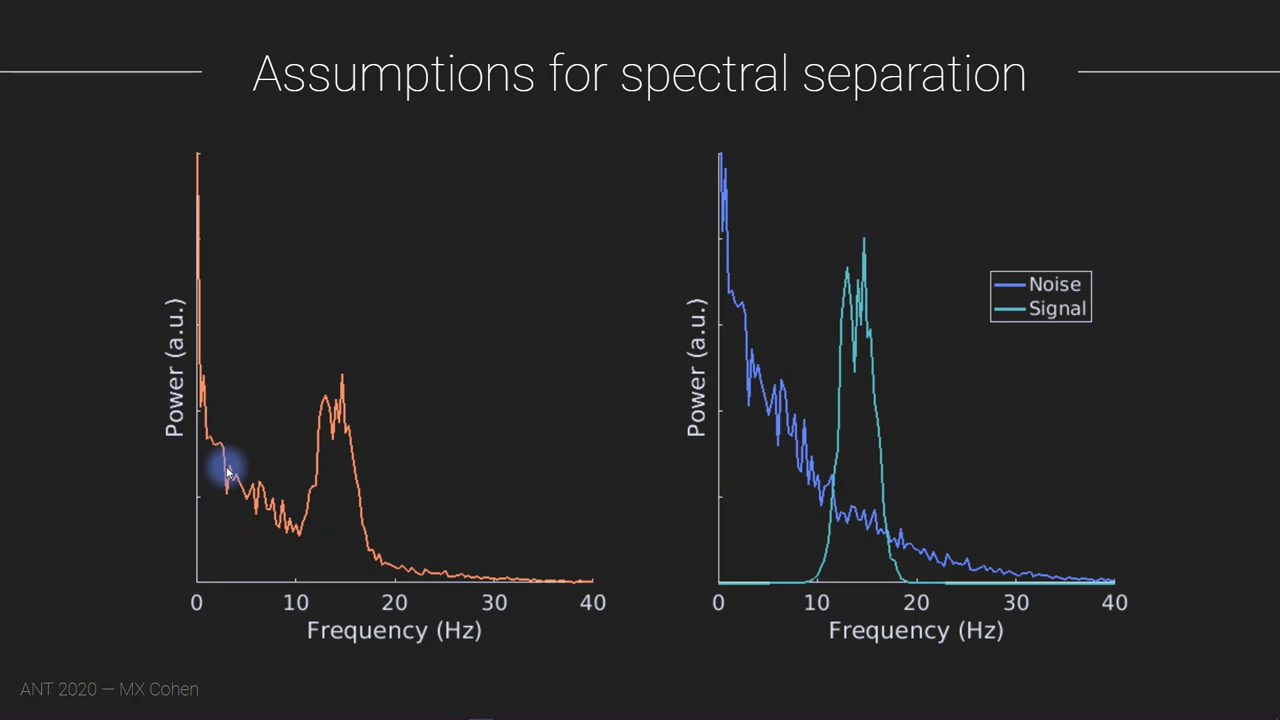 Assumptions for spectral separation
Power (a.u.)
0 10 20 30 40
Frequency (Hz)
Power (a.u.)
Noise
Signal
0 10 20 30 40
Frequency (Hz)
ANT 2020 — MX Cohen